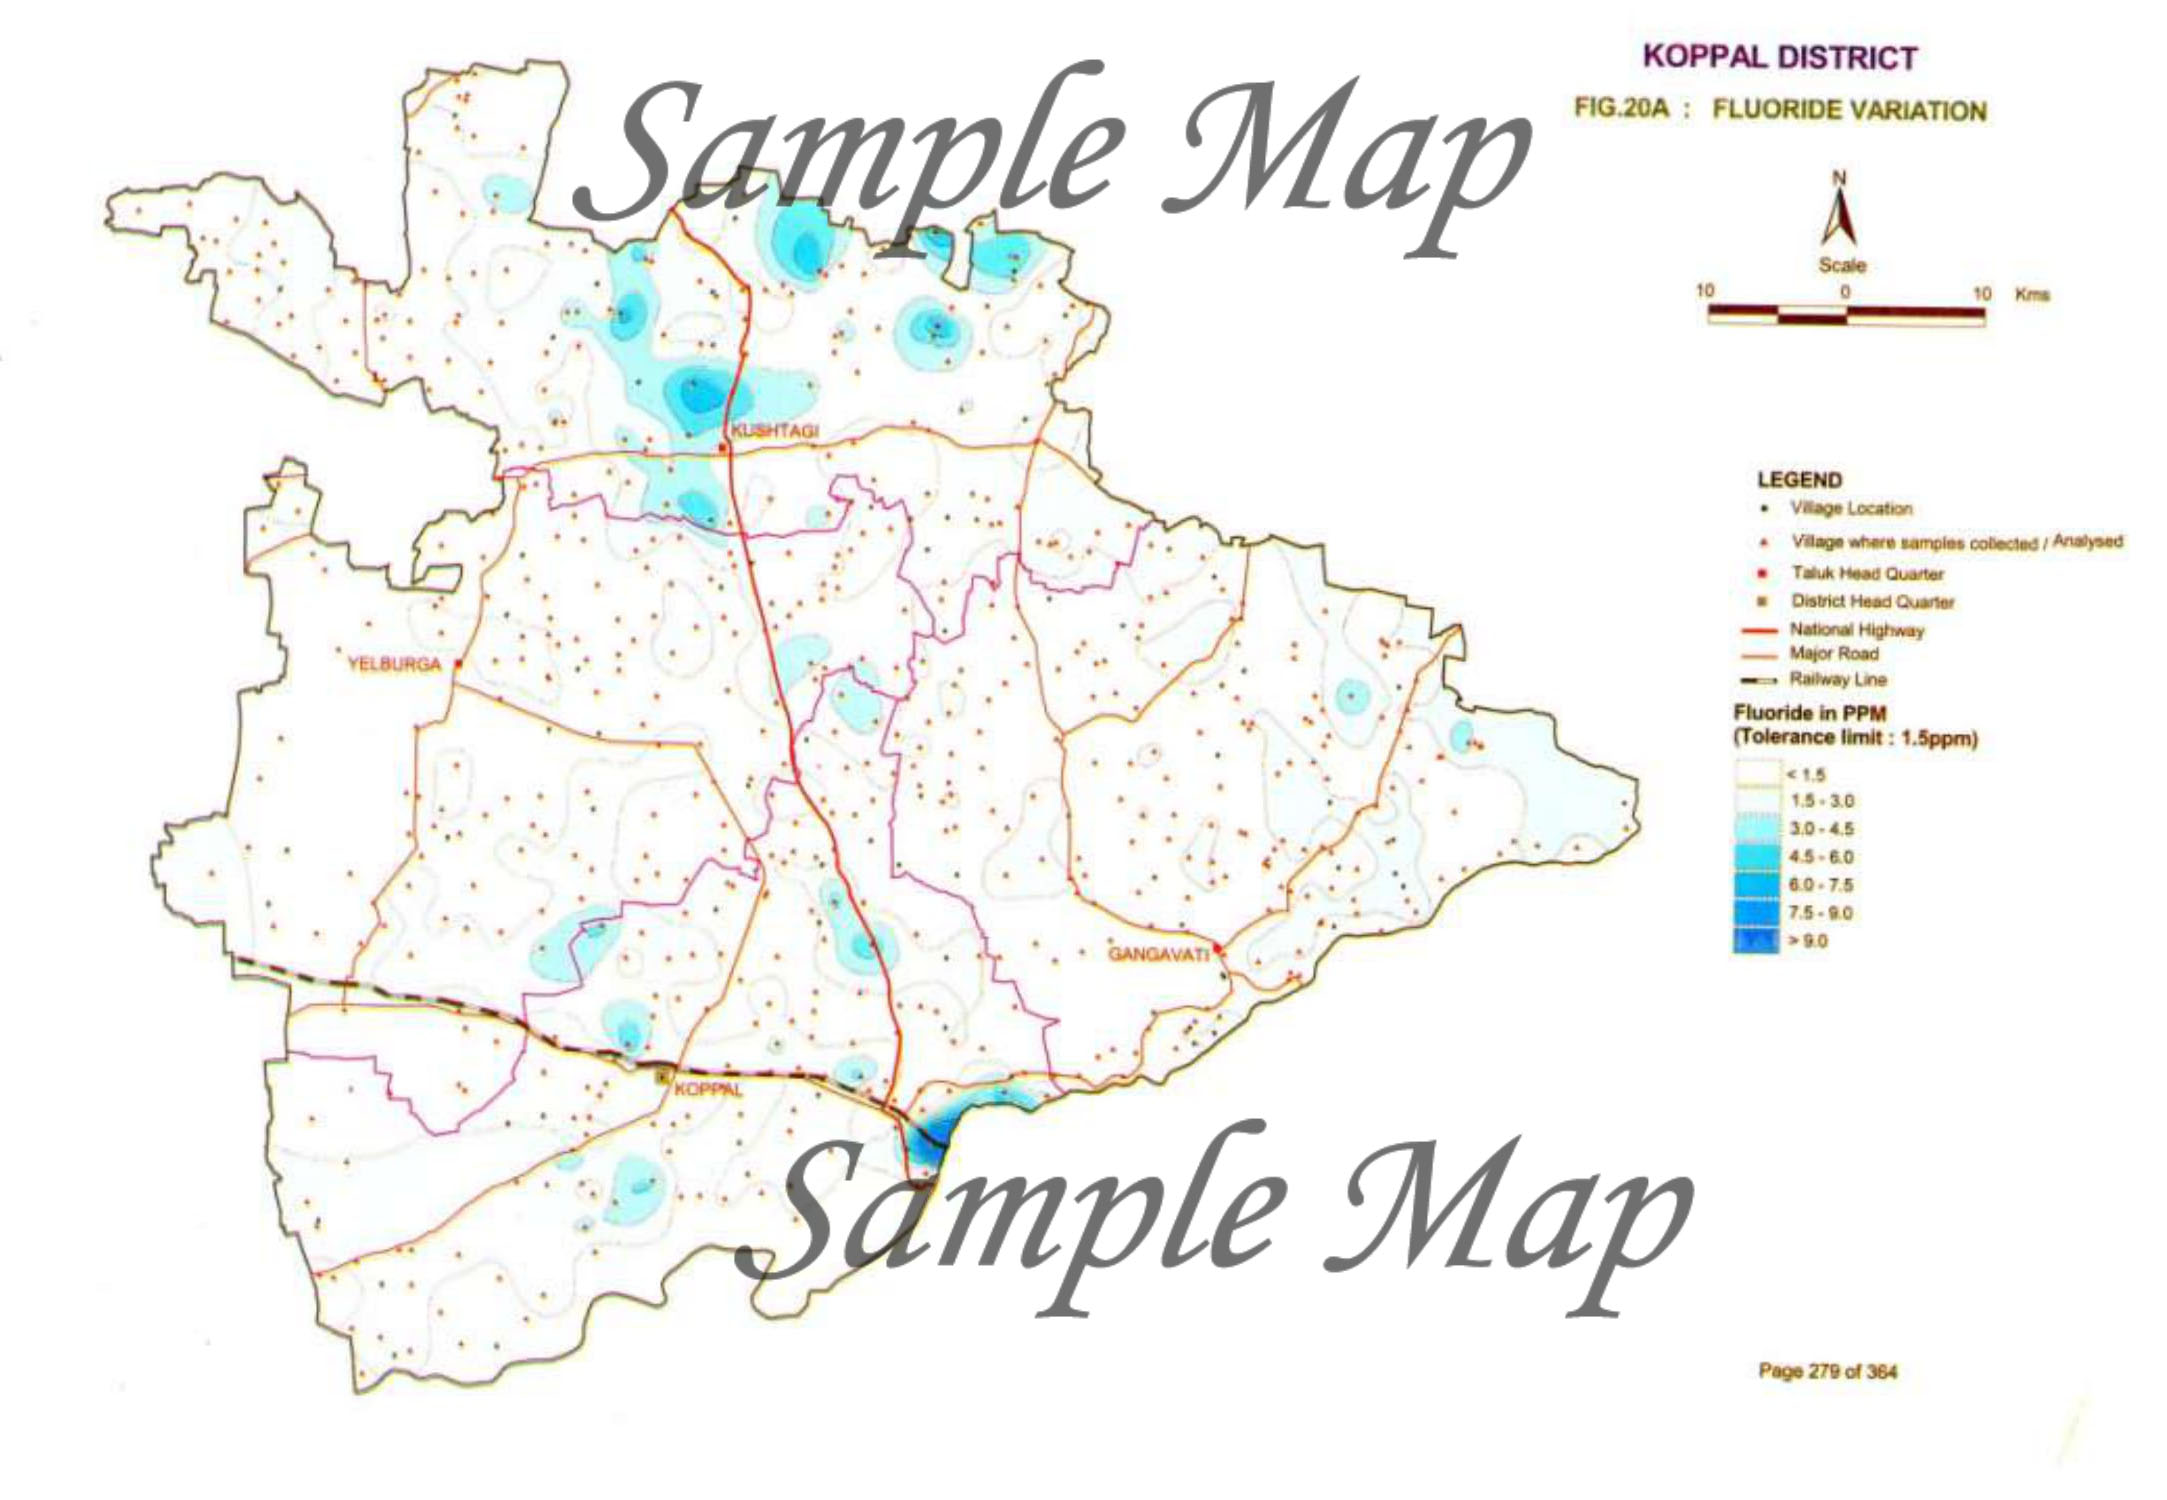 KOPPAL DISTRICT
FIG.20A : FLUORIDE VARIATION
Sample Map
N
Scale
10 0 10 Kms
KUSHTAGI
LEGEND
Village Location
Village where samples collected / Analysed
Taluk Head Quarter
District Head Quarter
National Highway
Major Road
Railway Line
YELBURGA
Fluoride in PPM
(Tolerance limit : 1.5ppm)
< 1.5
1.5 - 3.0
3.0 - 4.5
4.5 - 6.0
6.0 - 7.5
7.5 - 9.0
> 9.0
GANGAVATI
KOPPAL
Sample Map
Page 279 of 364